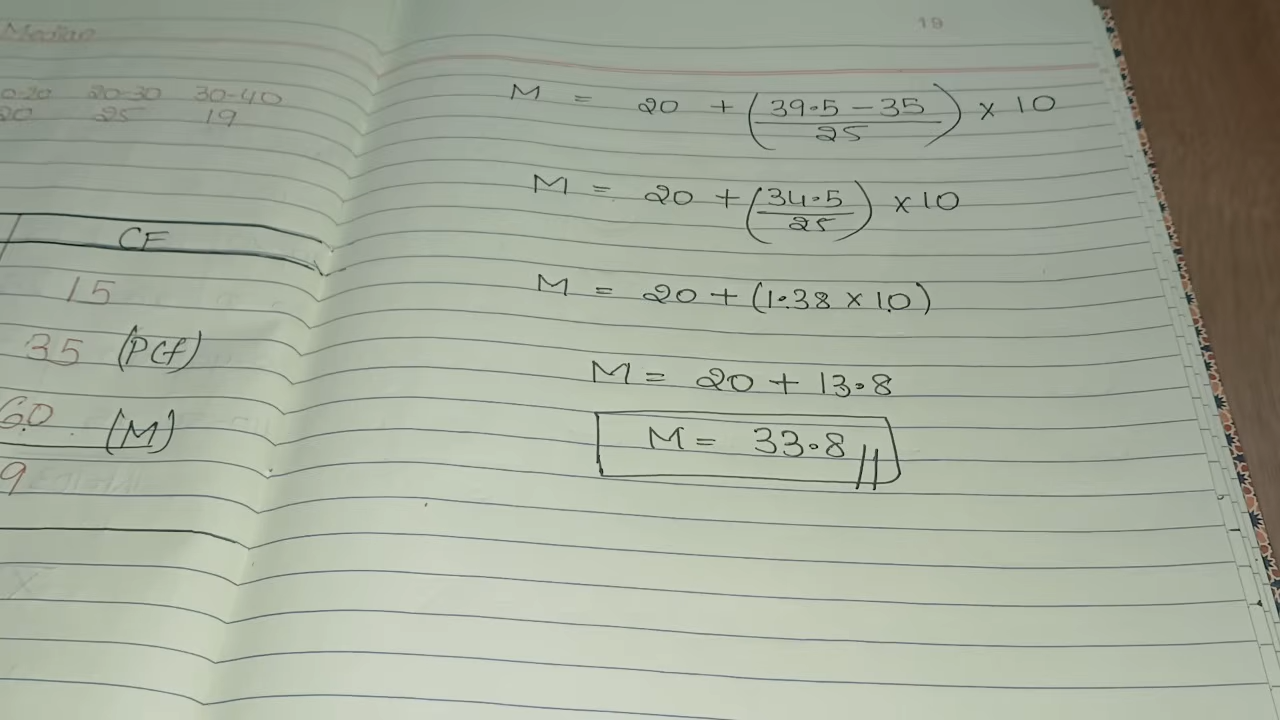 Median
0-20 20-30 30-40
20 25 19
CF
15
35 (PCf)
60 (M)
9
19
M = 20 + (39.5 - 35 / 25) × 10
M = 20 + (34.5 / 25) × 10
M = 20 + (1.38 × 10)
M = 20 + 13.8
M = 33.8